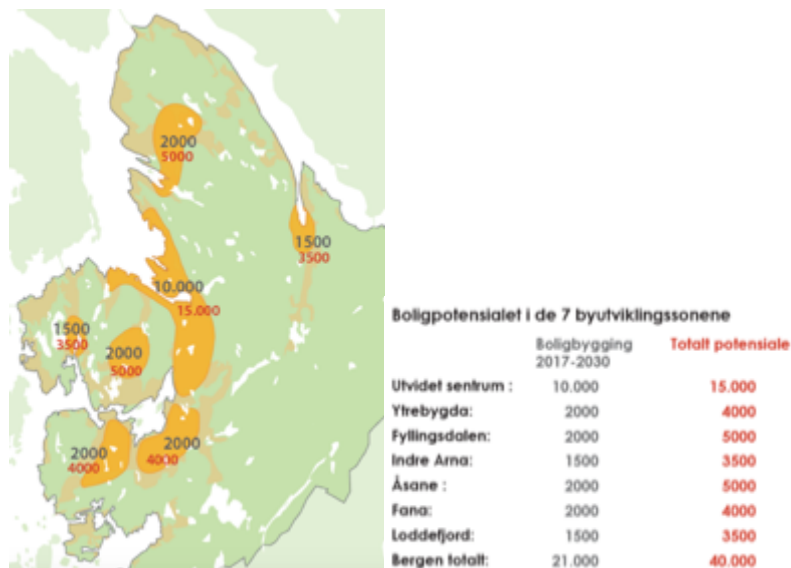 2000
5000
1500
3500
10.000
15.000
1500
3500
2000
5000
2000
4000
2000
4000
Boligpotensialet i de 7 byutviklingssonene
Boligbygging Totalt potensiale
2017-2030
Utvidet sentrum : 10.000 15.000
Ytrebygda: 2000 4000
Fyllingsdalen: 2000 5000
Indre Arna: 1500 3500
Åsane : 2000 5000
Fana: 2000 4000
Loddefjord: 1500 3500
Bergen totalt: 21.000 40.000